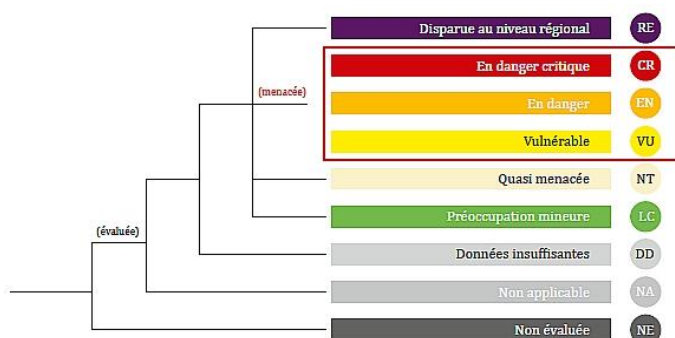 Disparue au niveau régional RE
En danger critique CR
(menacée)
En danger EN
Vulnérable VU
Quasi menacée NT
Préoccupation mineure LC
(évaluée)
Données insuffisantes DD
Non applicable NA
Non évaluée NE